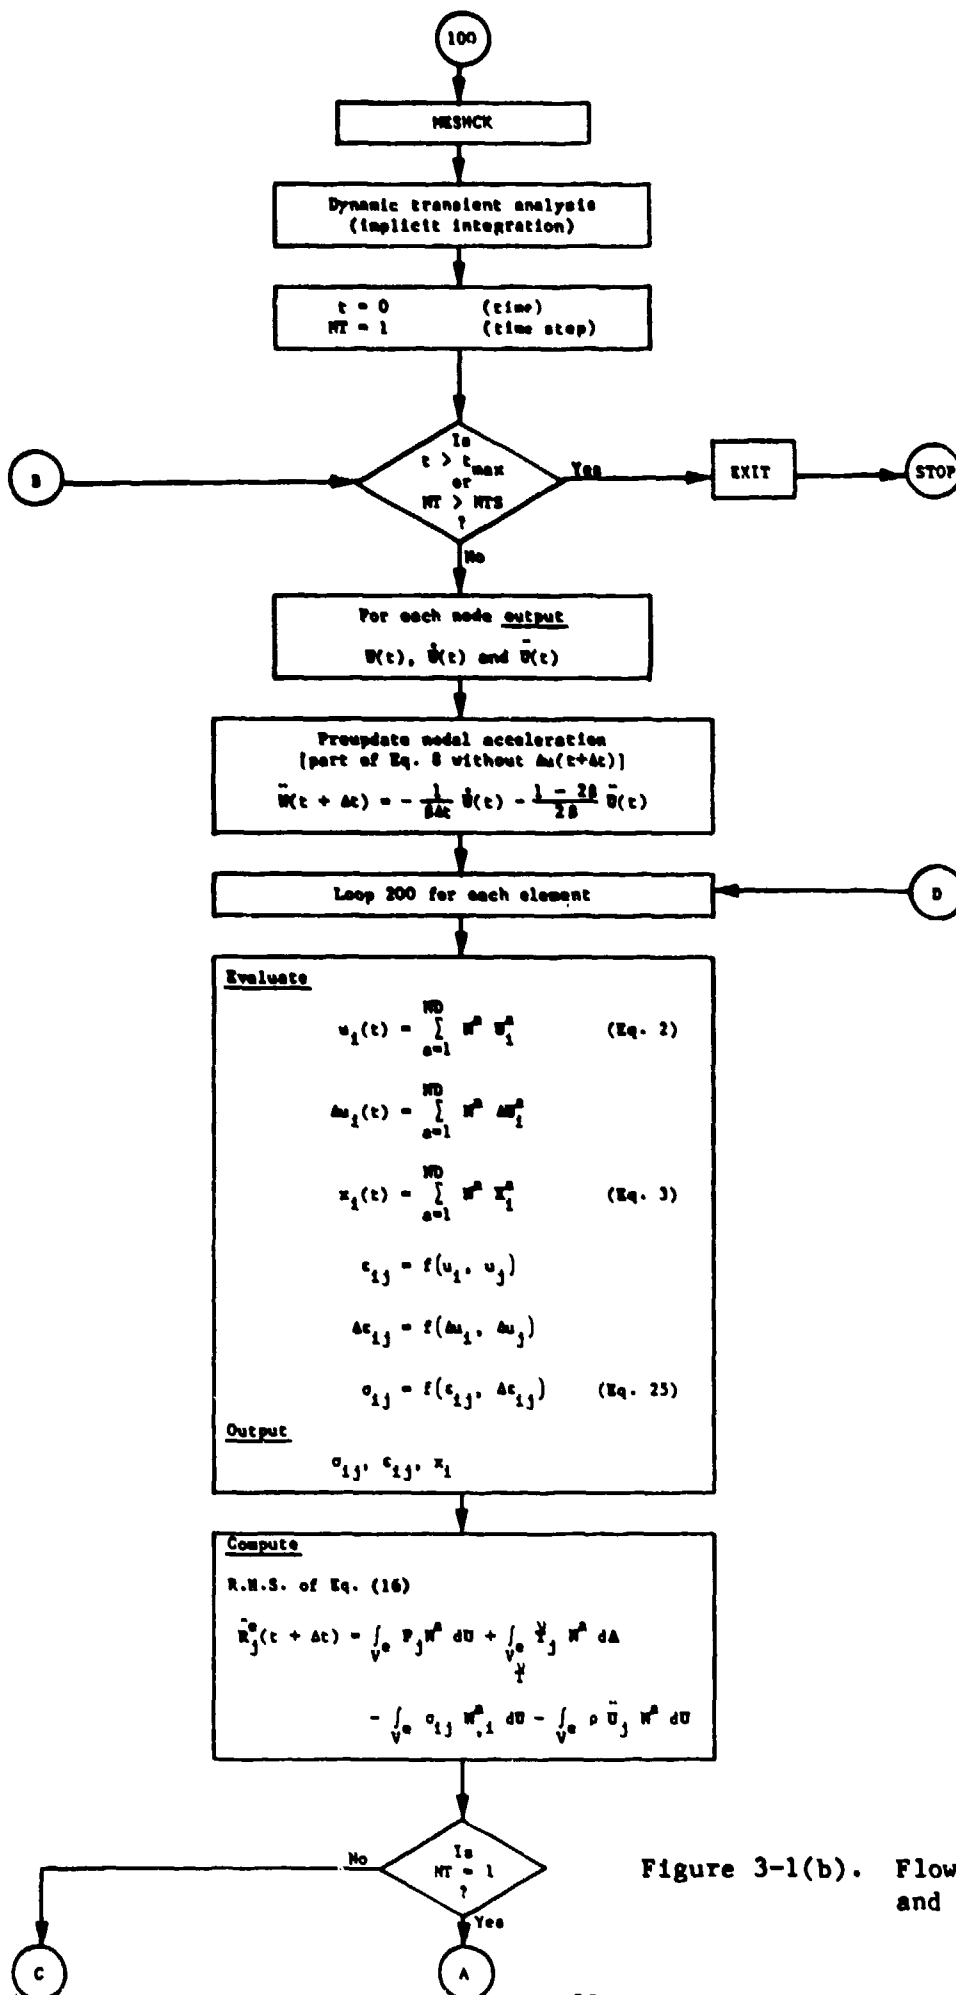 100
MESHCK
Dynamic transient analysis
(implicit integration)
t = 0 (time)
NT = 1 (time step)
B
Is
t > t_max
or
NT > NTS
?
Yes
EXIT
STOP
No
For each node output
U(t), U̇(t) and Ü(t)
Preupdate nodal acceleration
[part of Eq. 8 without Δu(t+Δt)]
Ü(t + Δt) = - 1/(βΔt) U̇(t) - (1 - 2β)/(2β) Ü(t)
Loop 200 for each element
D
Evaluate
u_i(t) = Σ_{a=1}^{ND} N^a U_i^a (Eq. 2)
Δu_i(t) = Σ_{a=1}^{ND} N^a ΔU_i^a
x_i(t) = Σ_{a=1}^{ND} N^a X_i^a (Eq. 3)
ε_ij = f(u_i, u_j)
Δε_ij = f(Δu_i, Δu_j)
σ_ij = f(ε_ij, Δε_ij) (Eq. 25)
Output
σ_ij, ε_ij, x_i
Compute
R.H.S. of Eq. (16)
R_j^e(t + Δt) = ∫_{V^e} F_j N^a dU + ∫_{V^e} T_j N^a dA
- ∫_{V^e} σ_ij N^a_{,i} dU - ∫_{V^e} ρ Ü_j N^a dU
Is
NT = 1
?
No
Yes
C
A
Figure 3-1(b). Flow
and